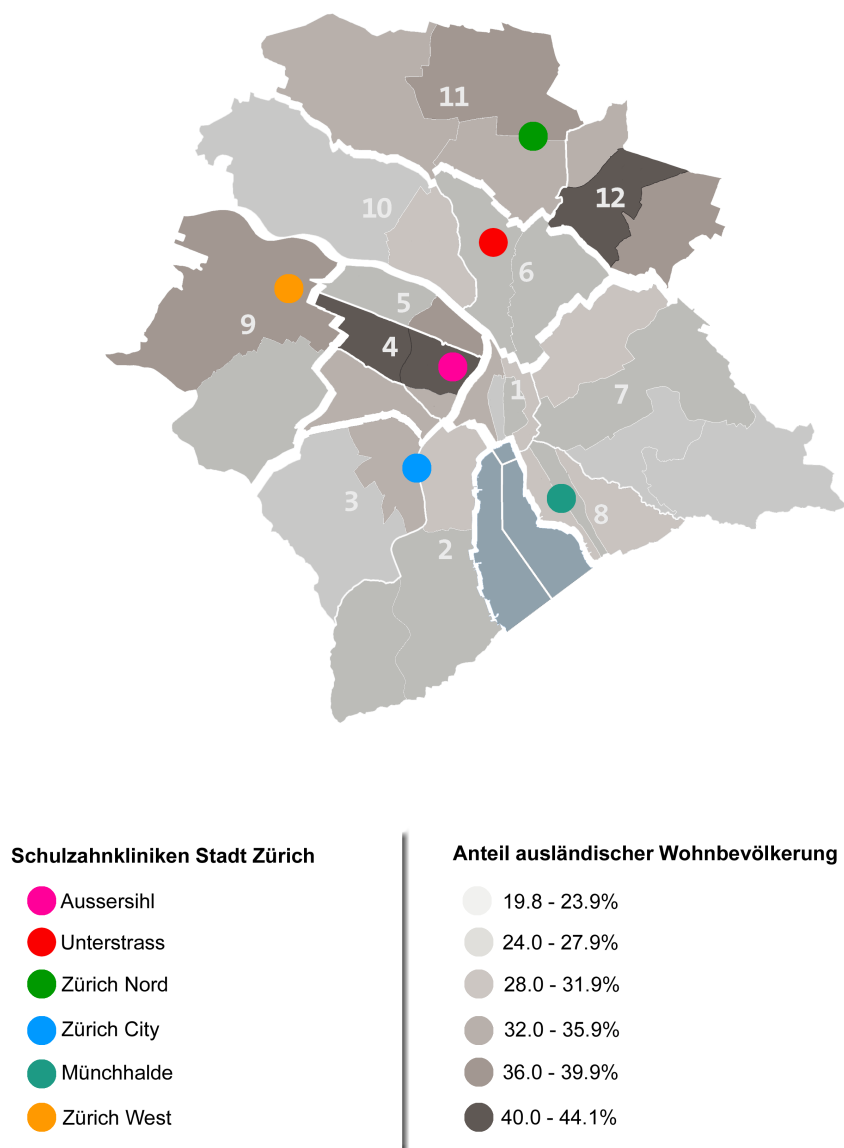 11
12
10
6
5
9
4
1
7
3
8
2
Schulzahnkliniken Stadt Zürich
Aussersihl
Unterstrass
Zürich Nord
Zürich City
Münchhalde
Zürich West
Anteil ausländischer Wohnbevölkerung
19.8 - 23.9%
24.0 - 27.9%
28.0 - 31.9%
32.0 - 35.9%
36.0 - 39.9%
40.0 - 44.1%